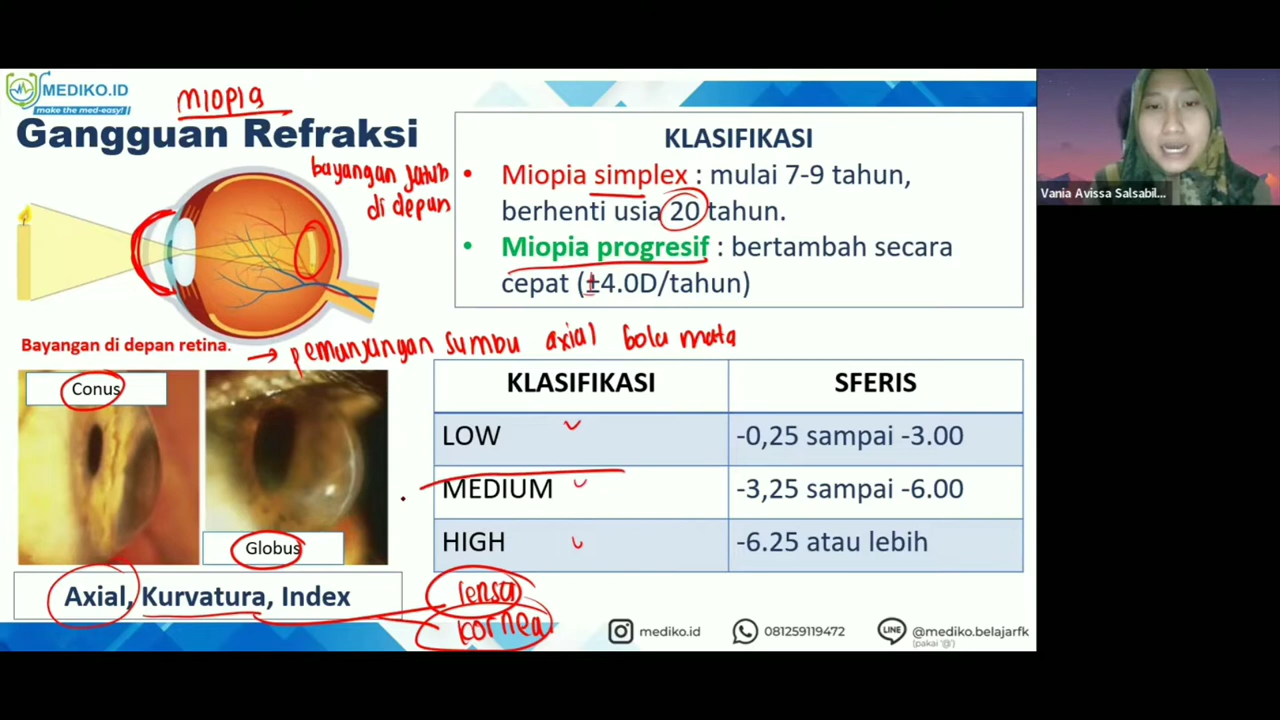 MEDIKO.ID
make the med-easy!
miopia
Gangguan Refraksi
bayangan jatuh
di depan
Bayangan di depan retina.
→ pemanjangan sumbu axial bola mata
Conus
Globus
Axial, Kurvatura, Index
lensa
kornea
KLASIFIKASI
• Miopia simplex : mulai 7-9 tahun,
berhenti usia 20 tahun.
• Miopia progresif : bertambah secara
cepat (±4.0D/tahun)
KLASIFIKASI SFERIS
LOW -0,25 sampai -3.00
MEDIUM -3,25 sampai -6.00
HIGH -6.25 atau lebih
mediko.id 081259119472 LINE @mediko.belajarfk
(pakai '@')
Vania Avissa Salsabil...